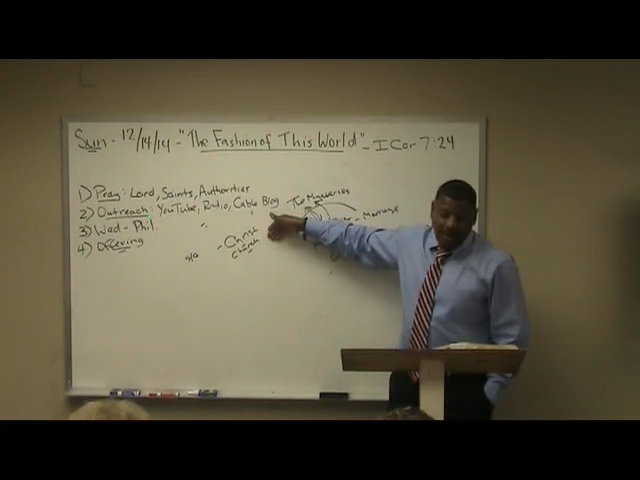 Sun - 12/14/14 - "The Fashion of This World" - I Cor 7:24
1) Pray: Lord, Saints, Authorities
2) Outreach: YouTube, Radio, Cable Blog
3) Wed - Phil.
4) Offering
Two Mysteries
- Marriage
- Christ
Church